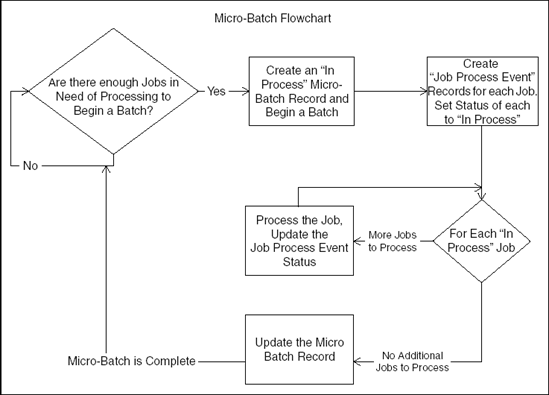 Micro-Batch Flowchart
Are there enough Jobs in
Need of Processing to
Begin a Batch?
Yes
Create an “In
Process” Micro-
Batch Record and
Begin a Batch
Create
“Job Process Event”
Records for each Job.
Set Status of each
to “In Process”
No
Process the Job,
Update the
Job Process Event
Status
More Jobs
to Process
For Each “In
Process” Job
Update the Micro
Batch Record
No Additional
Jobs to Process
Micro-Batch is Complete